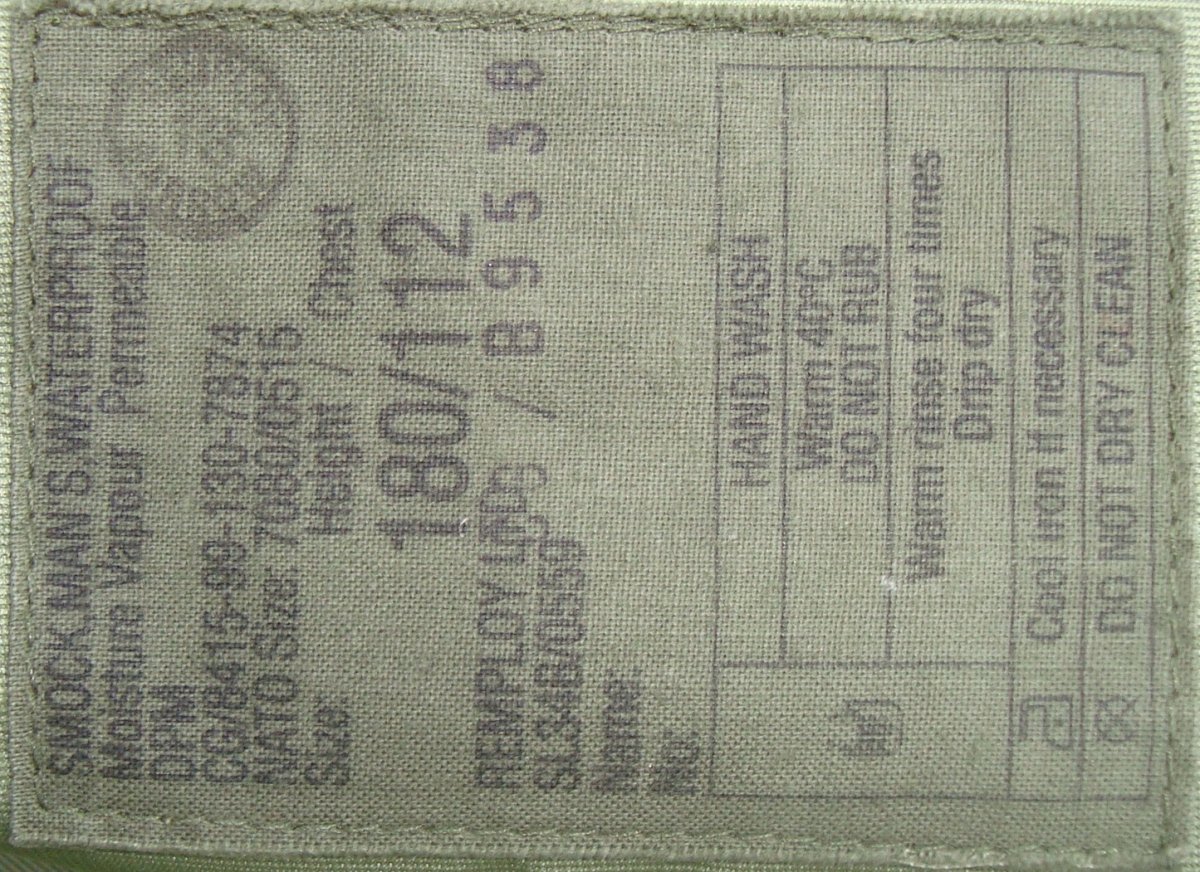 SMOCK,MAN'S,WATERPROOF
Moisture Vapour Permeable
DPM
CG/8415-99-130-7874
NATO Size: 7080/0515
Size: Height / Chest
180/112
REMPLOY LDDG / B 9 5 3 8
SL34B/0559
Name:
No:
HAND WASH
Warm 40°C
DO NOT RUB
Warm rinse four times
Drip dry
Cool iron if necessary
DO NOT DRY CLEAN